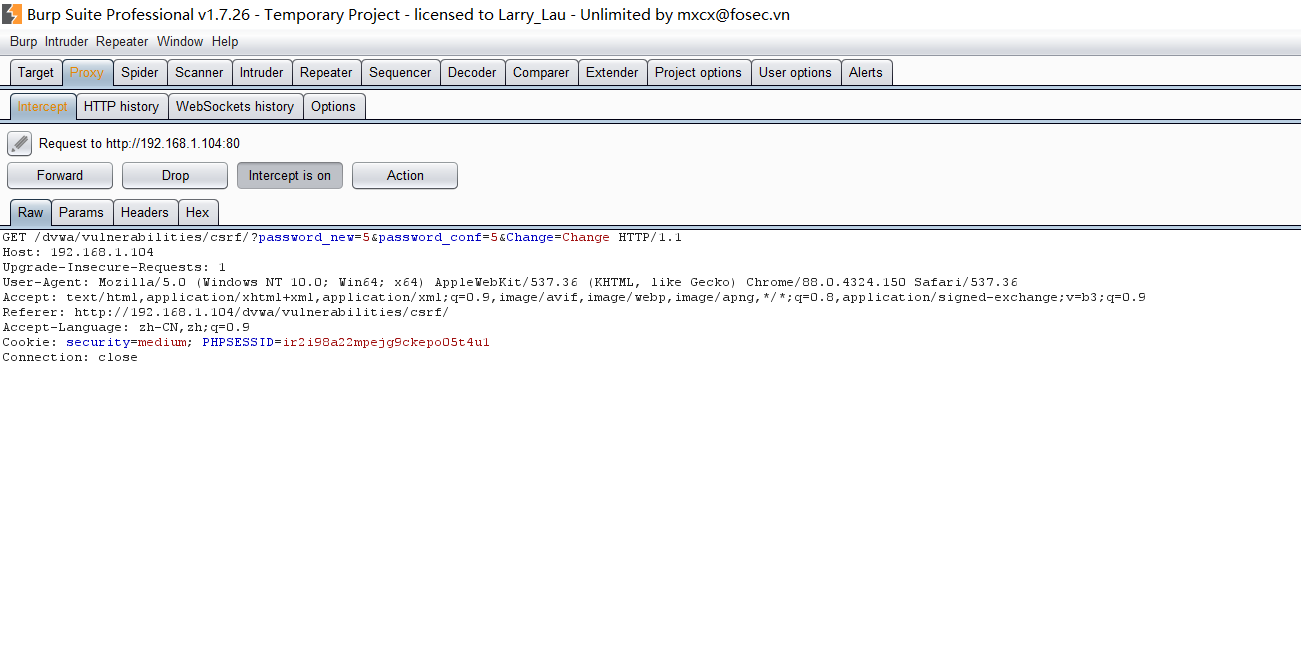 Burp Suite Professional v1.7.26 - Temporary Project - licensed to Larry_Lau - Unlimited by mxcx@fosec.vn
Burp Intruder Repeater Window Help
Target Proxy Spider Scanner Intruder Repeater Sequencer Decoder Comparer Extender Project options User options Alerts
Intercept HTTP history WebSockets history Options
Request to http://192.168.1.104:80
Forward Drop Intercept is on Action
Raw Params Headers Hex
GET /dvwa/vulnerabilities/csrf/?password_new=5&password_conf=5&Change=Change HTTP/1.1
Host: 192.168.1.104
Upgrade-Insecure-Requests: 1
User-Agent: Mozilla/5.0 (Windows NT 10.0; Win64; x64) AppleWebKit/537.36 (KHTML, like Gecko) Chrome/88.0.4324.150 Safari/537.36
Accept: text/html,application/xhtml+xml,application/xml;q=0.9,image/avif,image/webp,image/apng,*/*;q=0.8,application/signed-exchange;v=b3;q=0.9
Referer: http://192.168.1.104/dvwa/vulnerabilities/csrf/
Accept-Language: zh-CN,zh;q=0.9
Cookie: security=medium; PHPSESSID=ir2i98a22mpejg9ckepo05t4u1
Connection: close